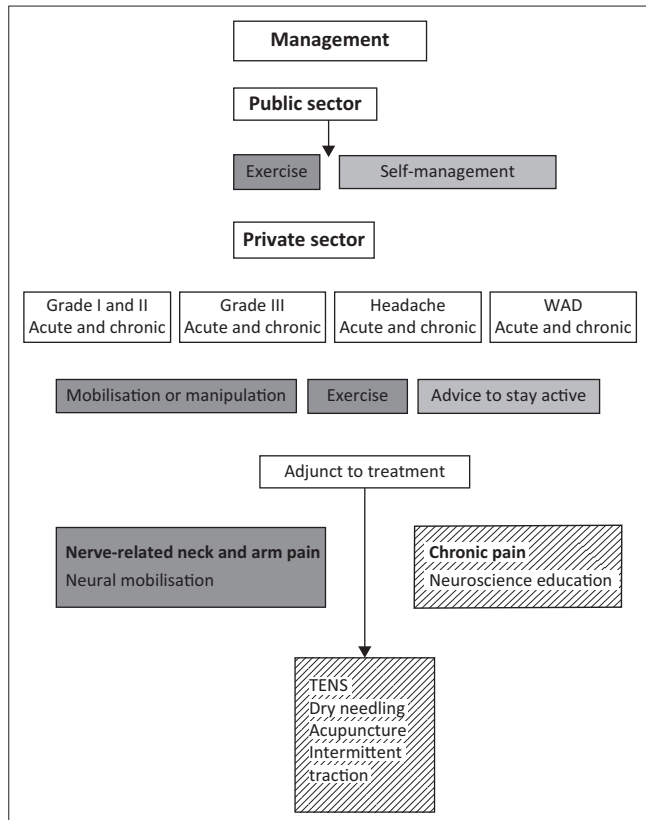 Management
Public sector
Exercise
Self-management
Private sector
Grade I and II
Acute and chronic
Grade III
Acute and chronic
Headache
Acute and chronic
WAD
Acute and chronic
Mobilisation or manipulation
Exercise
Advice to stay active
Adjunct to treatment
Nerve-related neck and arm pain
Neural mobilisation
Chronic pain
Neuroscience education
TENS
Dry needling
Acupuncture
Intermittent
traction